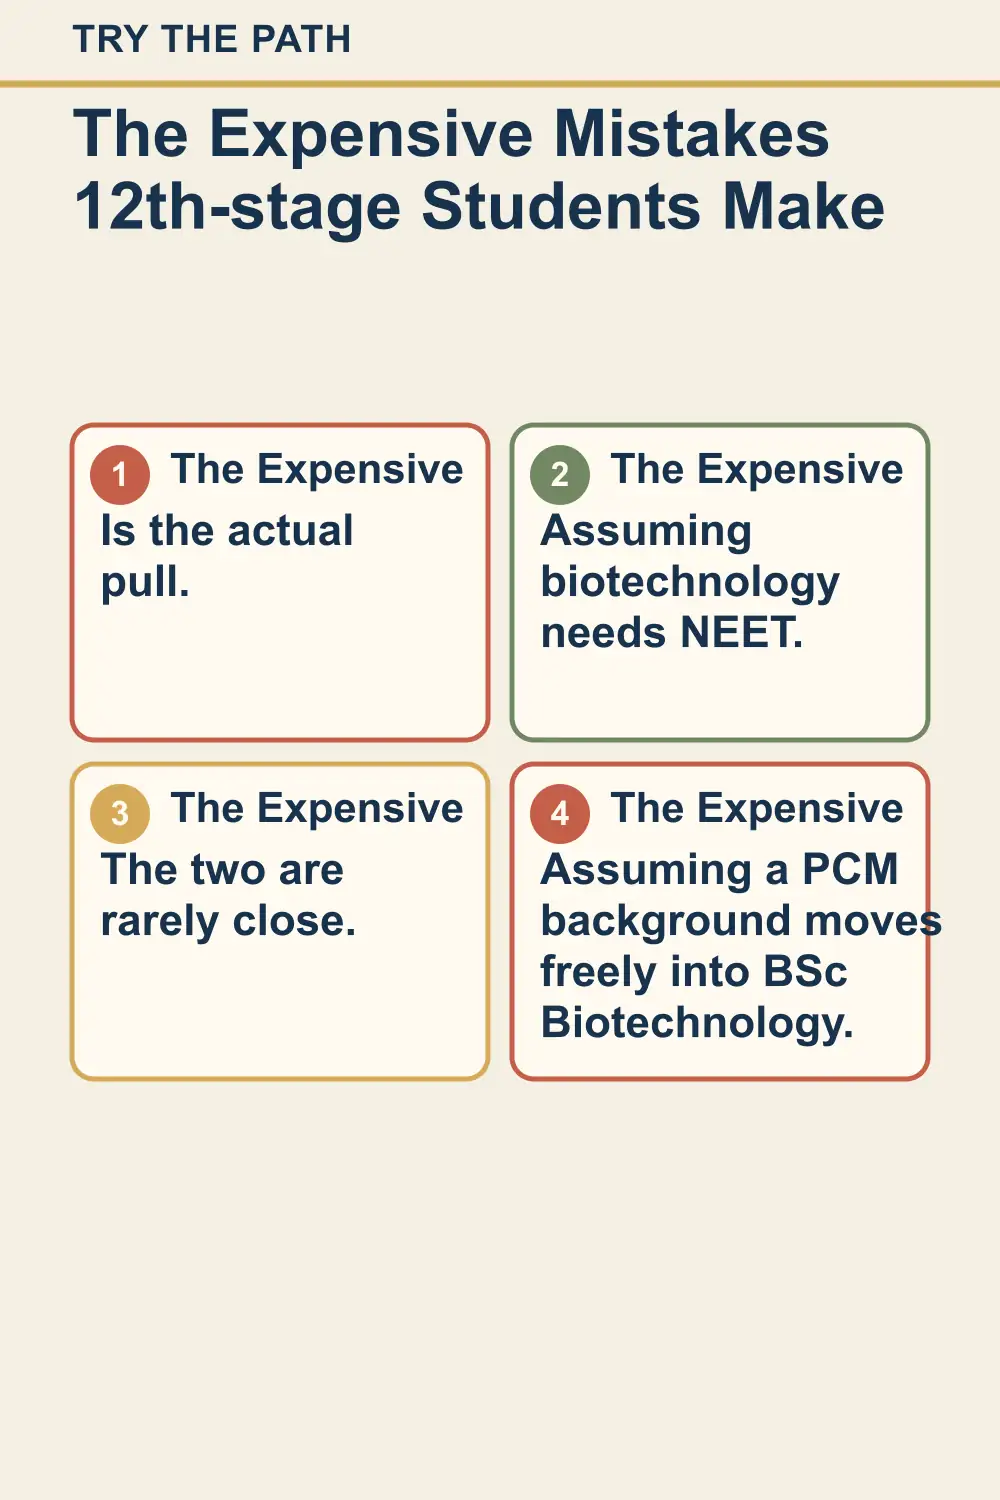 TRY THE PATH
The Expensive Mistakes
12th-stage Students Make
1 The Expensive
Is the actual
pull.
2 The Expensive
Assuming
biotechnology
needs NEET.
3 The Expensive
The two are
rarely close.
4 The Expensive
Assuming a PCM
background moves
freely into BSc
Biotechnology.